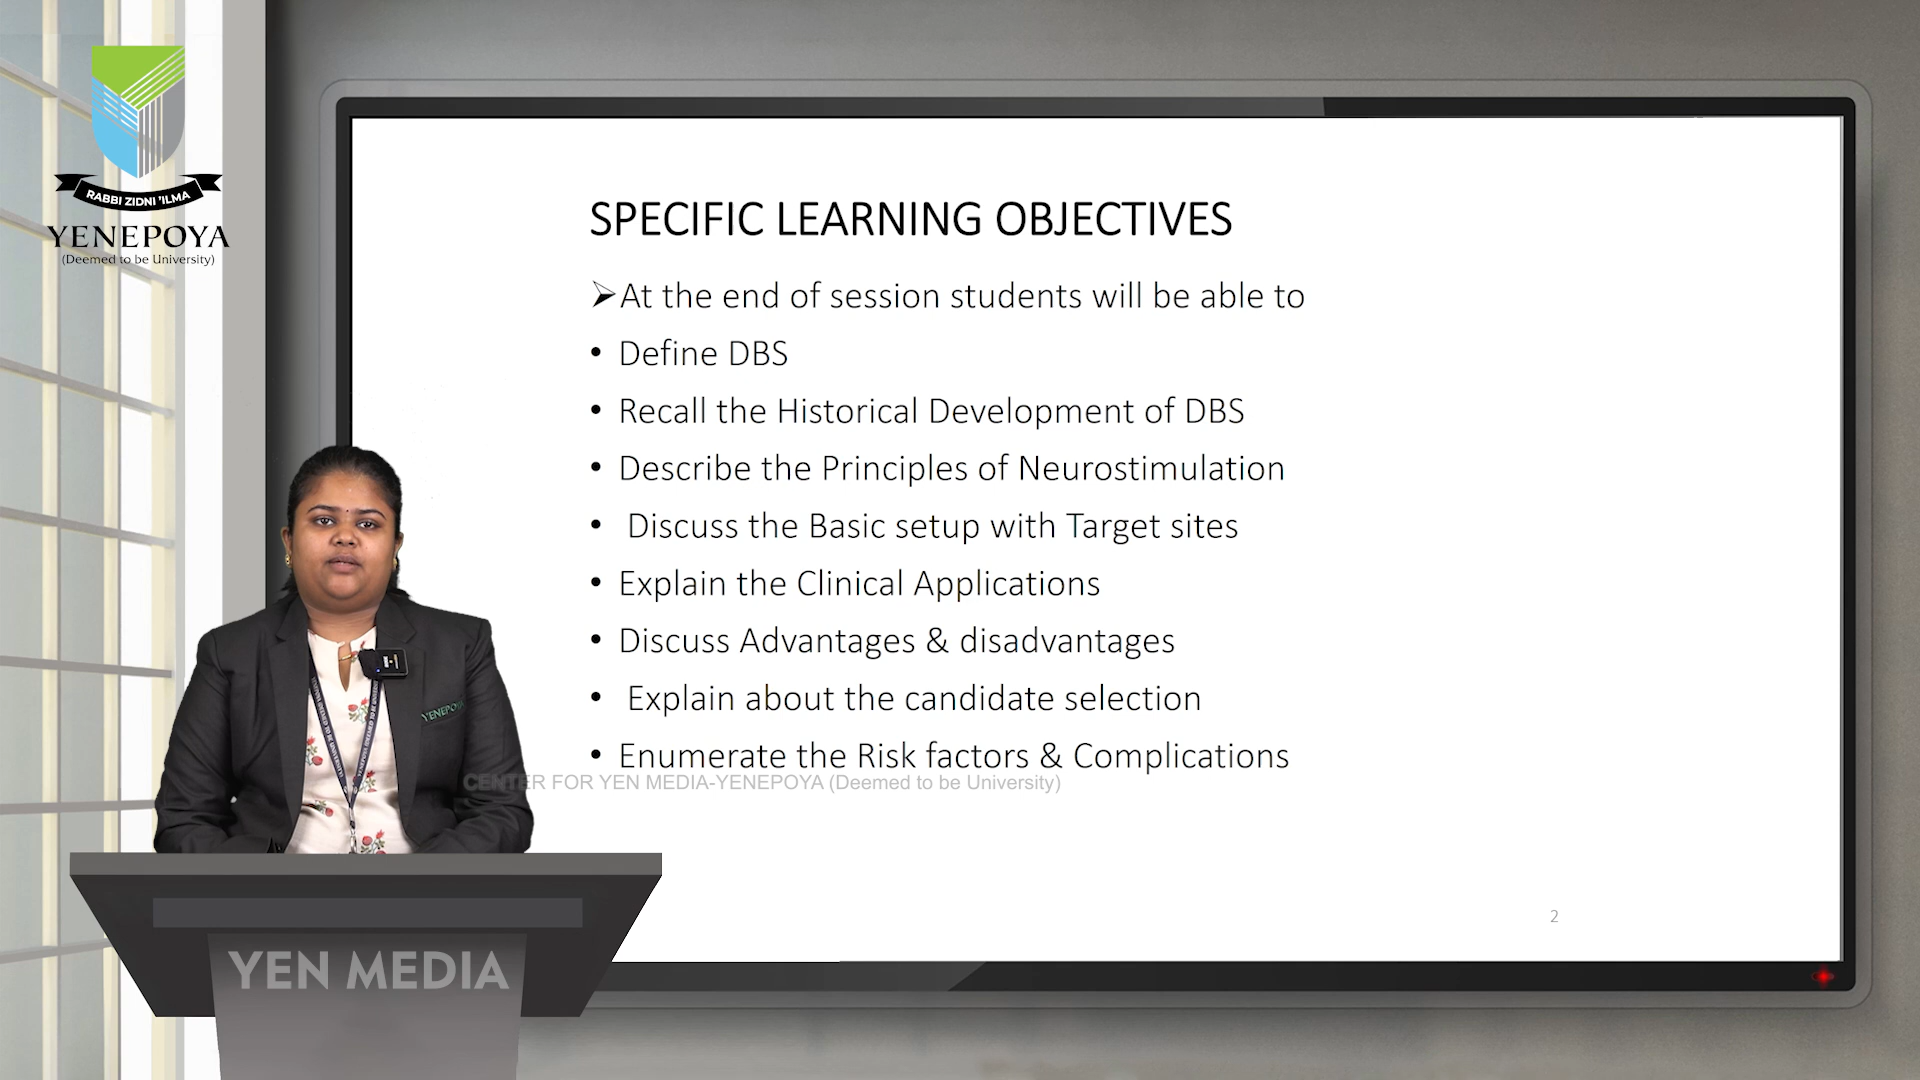 RABBI ZIDNI 'ILMA
YENEPOYA
(Deemed to be University)
SPECIFIC LEARNING OBJECTIVES
➢At the end of session students will be able to
• Define DBS
• Recall the Historical Development of DBS
• Describe the Principles of Neurostimulation
• Discuss the Basic setup with Target sites
• Explain the Clinical Applications
• Discuss Advantages & disadvantages
• Explain about the candidate selection
• Enumerate the Risk factors & Complications
CENTER FOR YEN MEDIA-YENEPOYA (Deemed to be University)
2
YENEPOYA
YEN MEDIA